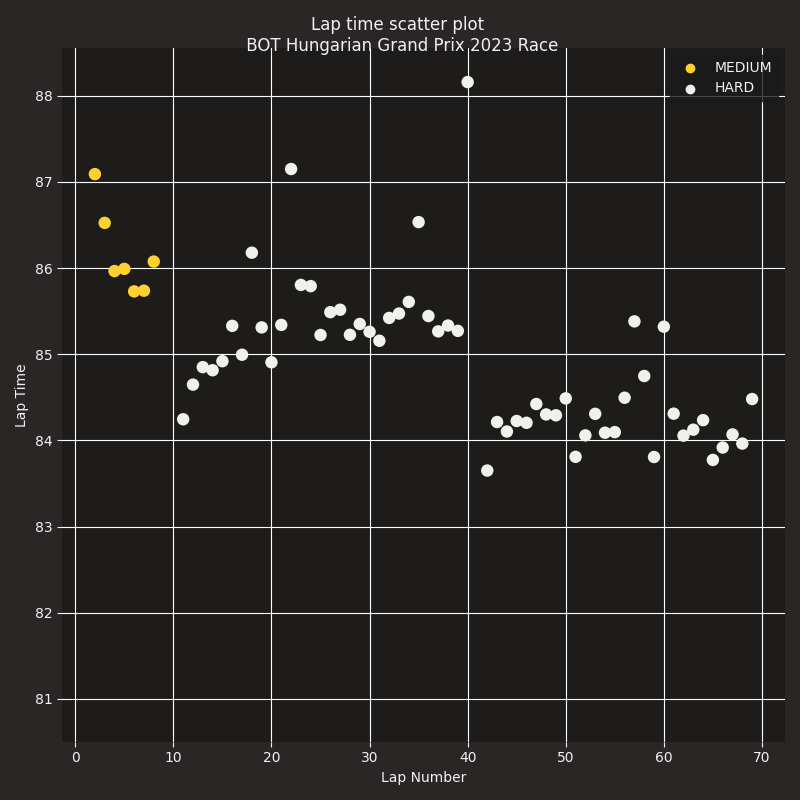 Lap time scatter plot
BOT Hungarian Grand Prix 2023 Race
MEDIUM
HARD
88
87
86
85
84
83
82
81
Lap Time
0 10 20 30 40 50 60 70
Lap Number